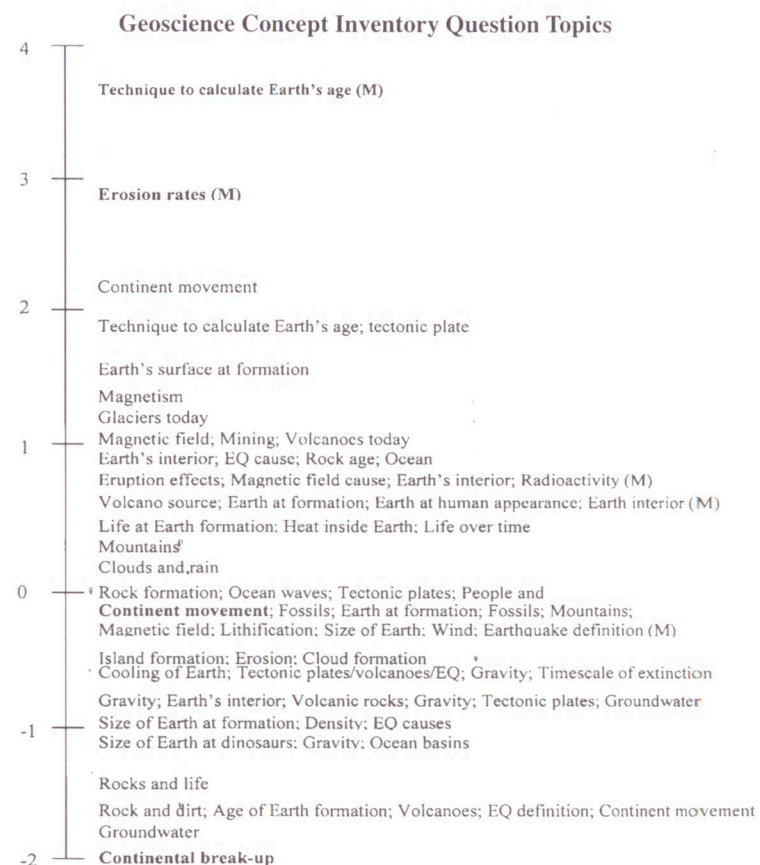 Geoscience Concept Inventory Question Topics
4
Technique to calculate Earth's age (M)
3
Erosion rates (M)
Continent movement
2
Technique to calculate Earth's age; tectonic plate
Earth's surface at formation
Magnetism
Glaciers today
1
Magnetic field; Mining; Volcanoes today
Earth's interior; EQ cause; Rock age; Ocean
Eruption effects; Magnetic field cause; Earth's interior; Radioactivity (M)
Volcano source; Earth at formation; Earth at human appearance; Earth interior (M)
Life at Earth formation; Heat inside Earth; Life over time
Mountains
Clouds and rain
0
Rock formation; Ocean waves; Tectonic plates; People and
Continent movement; Fossils; Earth at formation; Fossils; Mountains;
Magnetic field; Lithification; Size of Earth; Wind; Earthquake definition (M)
Island formation; Erosion; Cloud formation
Cooling of Earth; Tectonic plates/volcanoes/EQ; Gravity; Timescale of extinction
Gravity; Earth's interior; Volcanic rocks; Gravity; Tectonic plates; Groundwater
Size of Earth at formation; Density; EQ causes
-1
Size of Earth at dinosaurs; Gravity; Ocean basins
Rocks and life
Rock and dirt; Age of Earth formation; Volcanoes; EQ definition; Continent movement
Groundwater
-2
Continental break-up